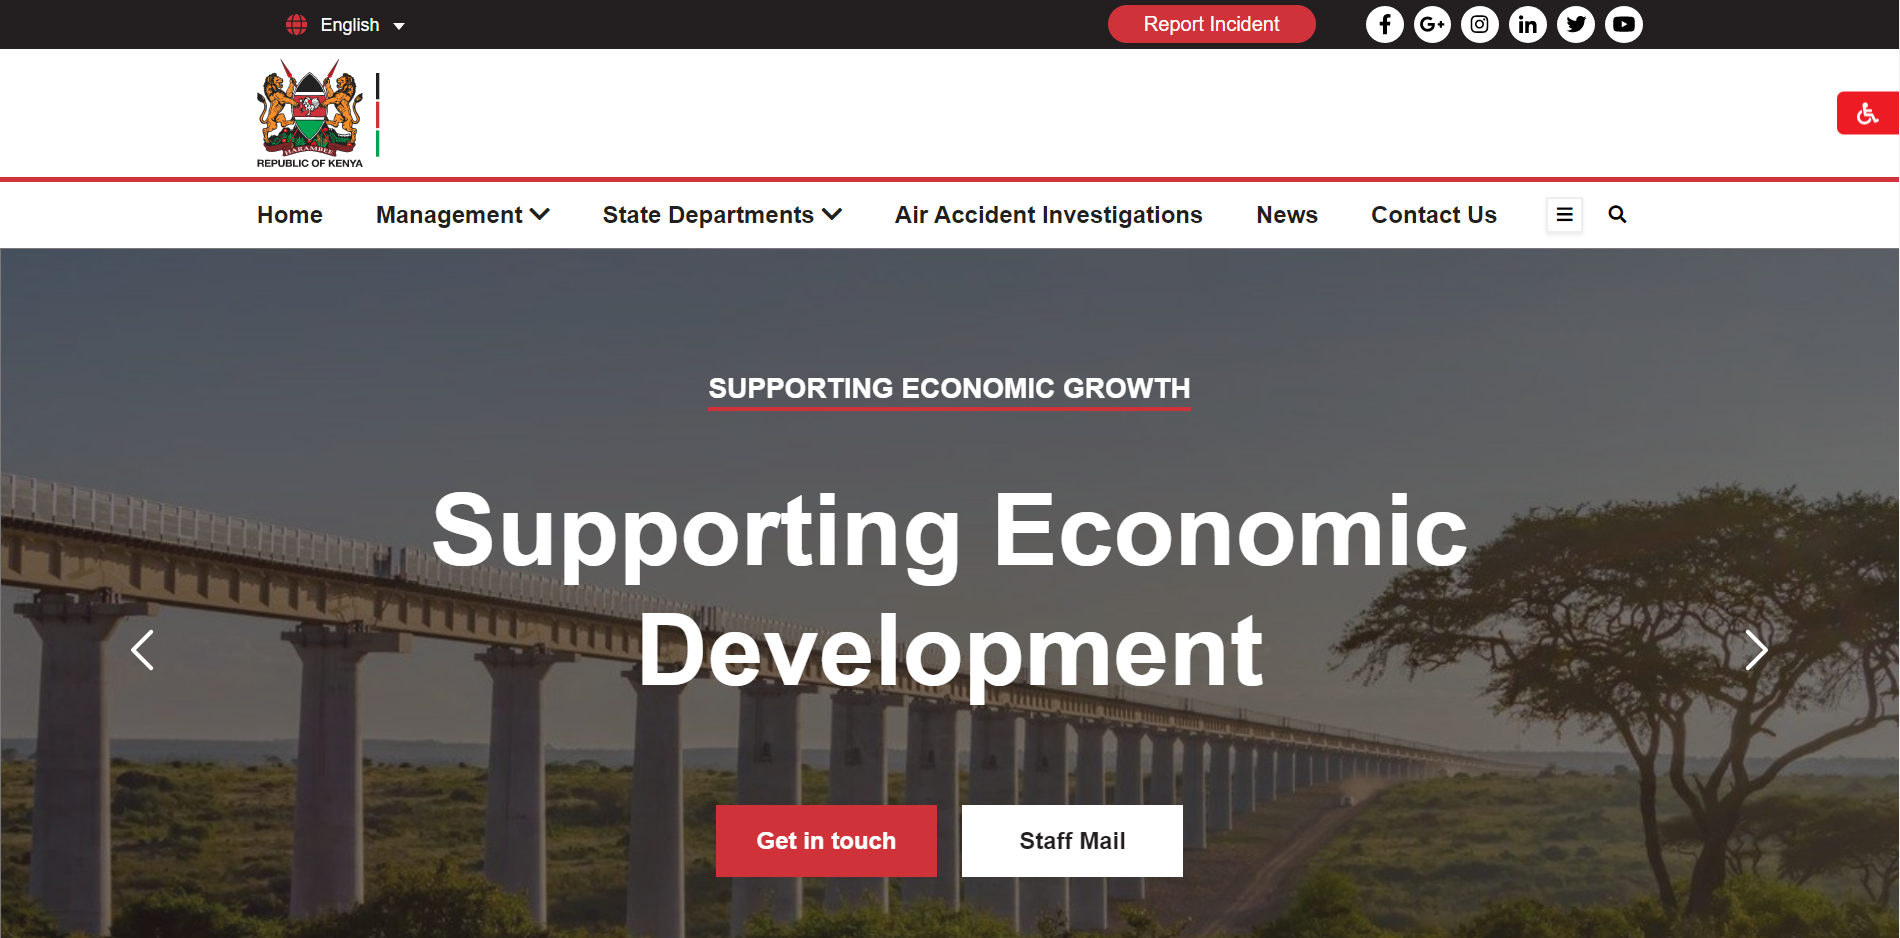 English
Report Incident
HARAMBEE
REPUBLIC OF KENYA
Home
Management
State Departments
Air Accident Investigations
News
Contact Us
SUPPORTING ECONOMIC GROWTH
Supporting Economic
Development
Get in touch
Staff Mail